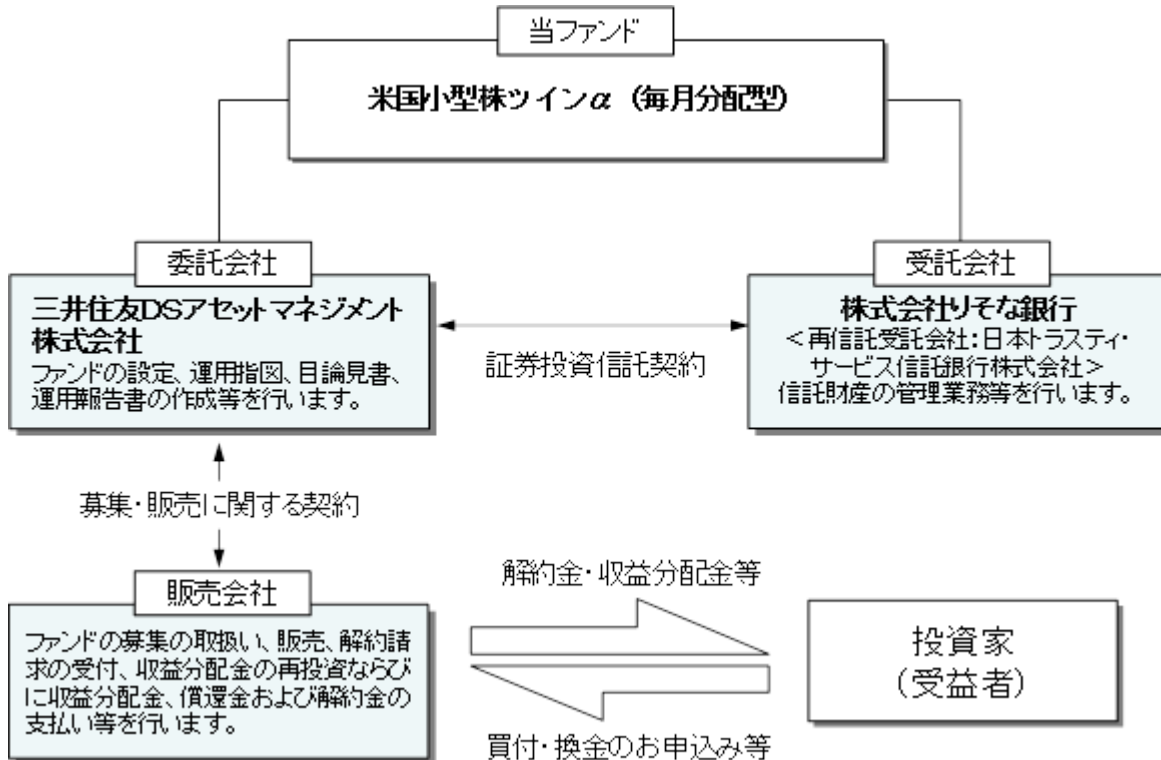 当ファンド
米国小型株ツインα（毎月分配型）
委託会社
三井住友DSアセットマネジメント
株式会社
ファンドの設定、運用指図、目論見書、
運用報告書の作成等を行います。
証券投資信託契約
受託会社
株式会社りそな銀行
＜再信託受託会社：日本トラスティ・
サービス信託銀行株式会社＞
信託財産の管理業務等を行います。
募集・販売に関する契約
販売会社
ファンドの募集の取扱い、販売、解約請
求の受付、収益分配金の再投資ならび
に収益分配金、償還金および解約金の
支払い等を行います。
解約金・収益分配金等
買付・換金のお申込み等
投資家
（受益者）